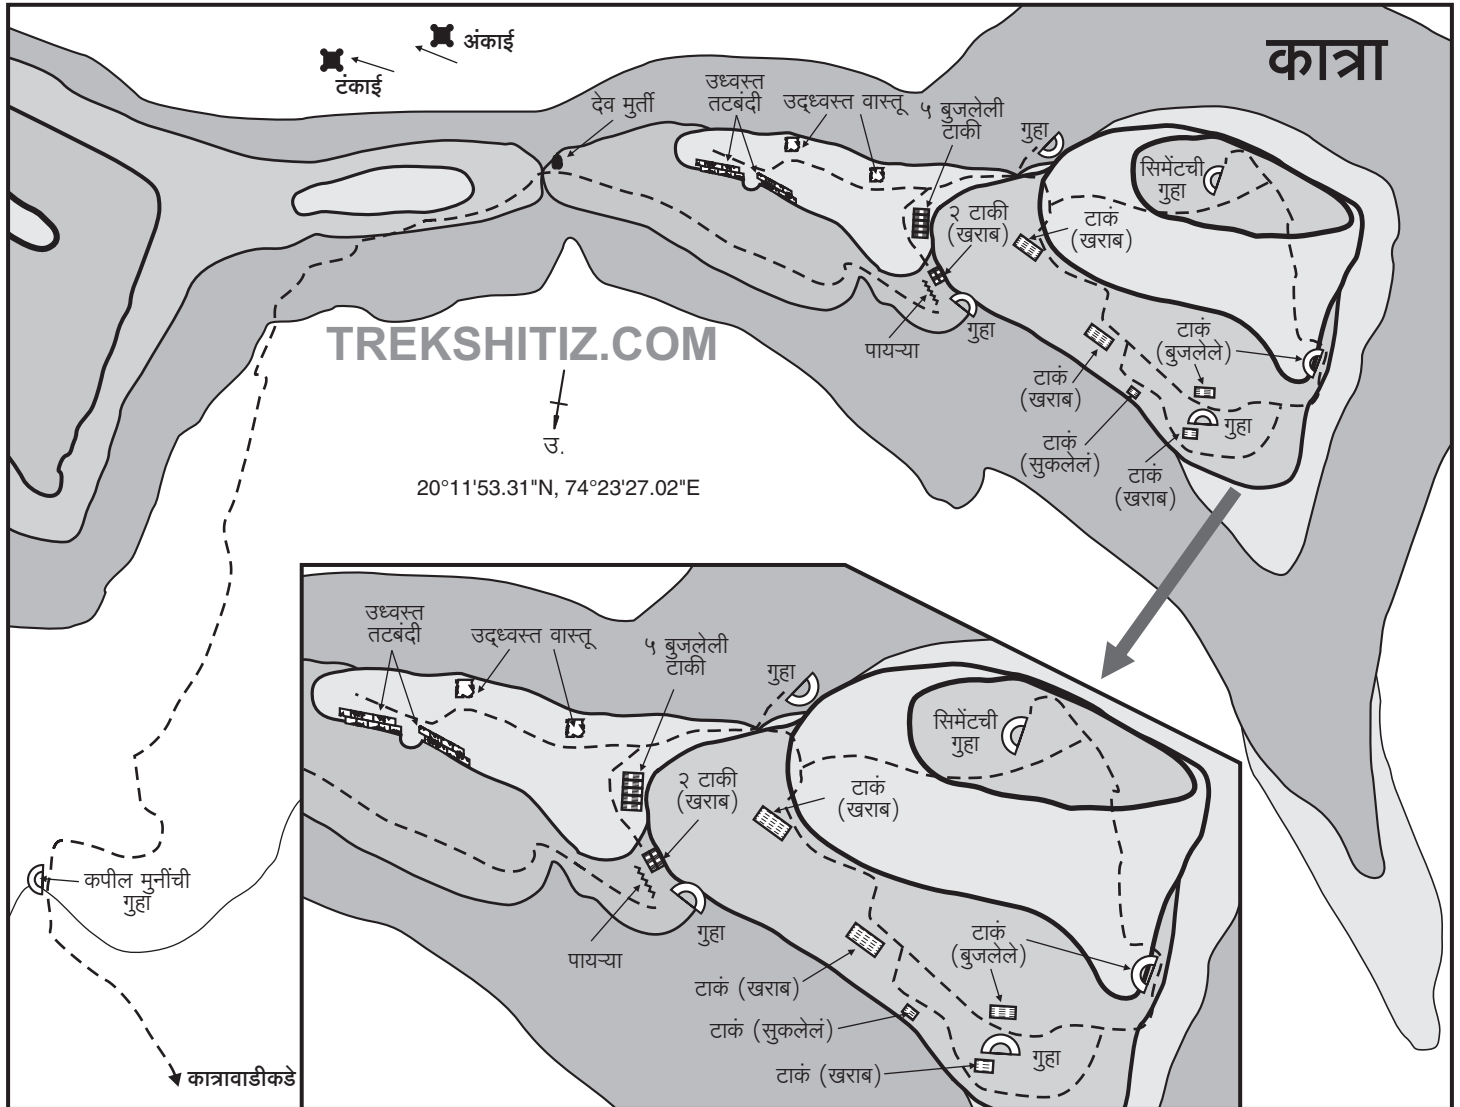 कात्रा
अंकाई
टंकाई
देव मुर्ती
उध्वस्त
तटबंदी
उद्ध्वस्त वास्तू
५ बुजलेली
टाकी
गुहा
सिमेंटची
गुहा
२ टाकी
(खराब)
टाकं
(खराब)
पायऱ्या
गुहा
टाकं
(बुजलेले)
टाकं
(खराब)
गुहा
टाकं
(सुकलेलं)
टाकं
(खराब)
TREKSHITIZ.COM
उ.
20°11'53.31"N, 74°23'27.02"E
उध्वस्त
तटबंदी
उद्ध्वस्त वास्तू
५ बुजलेली
टाकी
गुहा
सिमेंटची
गुहा
२ टाकी
(खराब)
टाकं
(खराब)
गुहा
पायऱ्या
टाकं
(बुजलेले)
टाकं (खराब)
टाकं (सुकलेलं)
गुहा
टाकं (खराब)
कपील मुनींची
गुहा
कात्रावाडीकडे